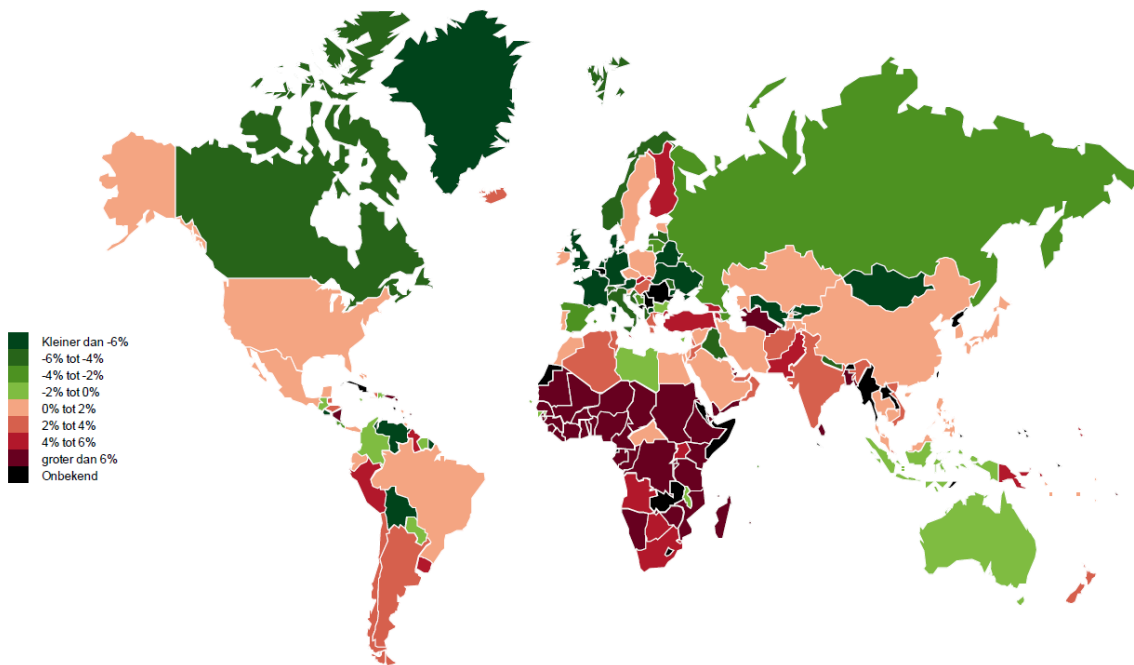 Kleiner dan -6%
-6% tot -4%
-4% tot -2%
-2% tot 0%
0% tot 2%
2% tot 4%
4% tot 6%
groter dan 6%
Onbekend